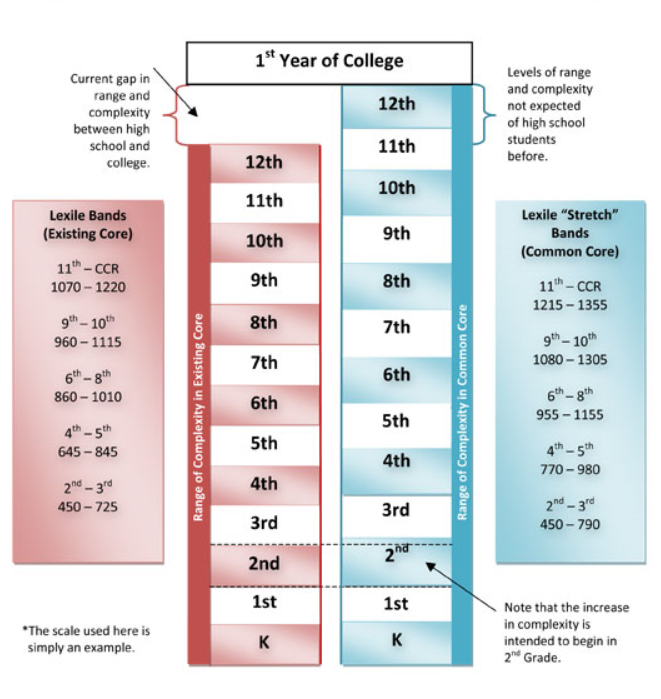 1st Year of College
Current gap in
range and
complexity
between high
school and
college.
Levels of range
and complexity
not expected
of high school
students
before.
Lexile Bands
(Existing Core)
11th – CCR
1070 – 1220
9th – 10th
960 – 1115
6th – 8th
860 – 1010
4th – 5th
645 – 845
2nd – 3rd
450 – 725
Range of Complexity in Existing Core
12th
11th
10th
9th
8th
7th
6th
5th
4th
3rd
2nd
1st
K
12th
11th
10th
9th
8th
7th
6th
5th
4th
3rd
2nd
1st
K
Range of Complexity in Common Core
Lexile “Stretch”
Bands
(Common Core)
11th – CCR
1215 – 1355
9th – 10th
1080 – 1305
6th – 8th
955 – 1155
4th – 5th
770 – 980
2nd – 3rd
450 – 790
*The scale used here is
simply an example.
Note that the increase
in complexity is
intended to begin in
2nd Grade.